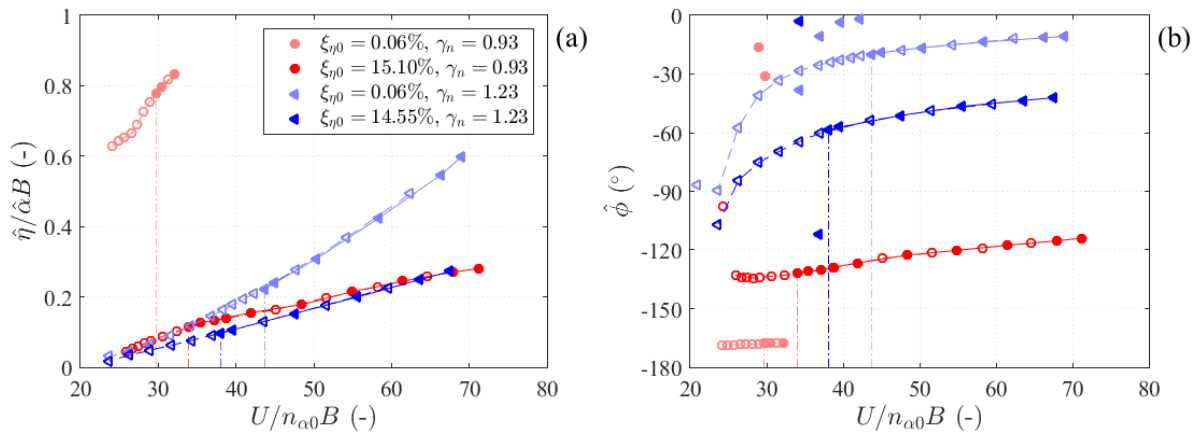 (a)
ξη0 = 0.06%, γn = 0.93
ξη0 = 15.10%, γn = 0.93
ξη0 = 0.06%, γn = 1.23
ξη0 = 14.55%, γn = 1.23
1
0.8
0.6
0.4
0.2
0
η̂/α̂B (-)
20 30 40 50 60 70 80
U/nα0B (-)
(b)
0
-30
-60
-90
-120
-150
-180
ϕ̂ (°)
20 30 40 50 60 70 80
U/nα0B (-)